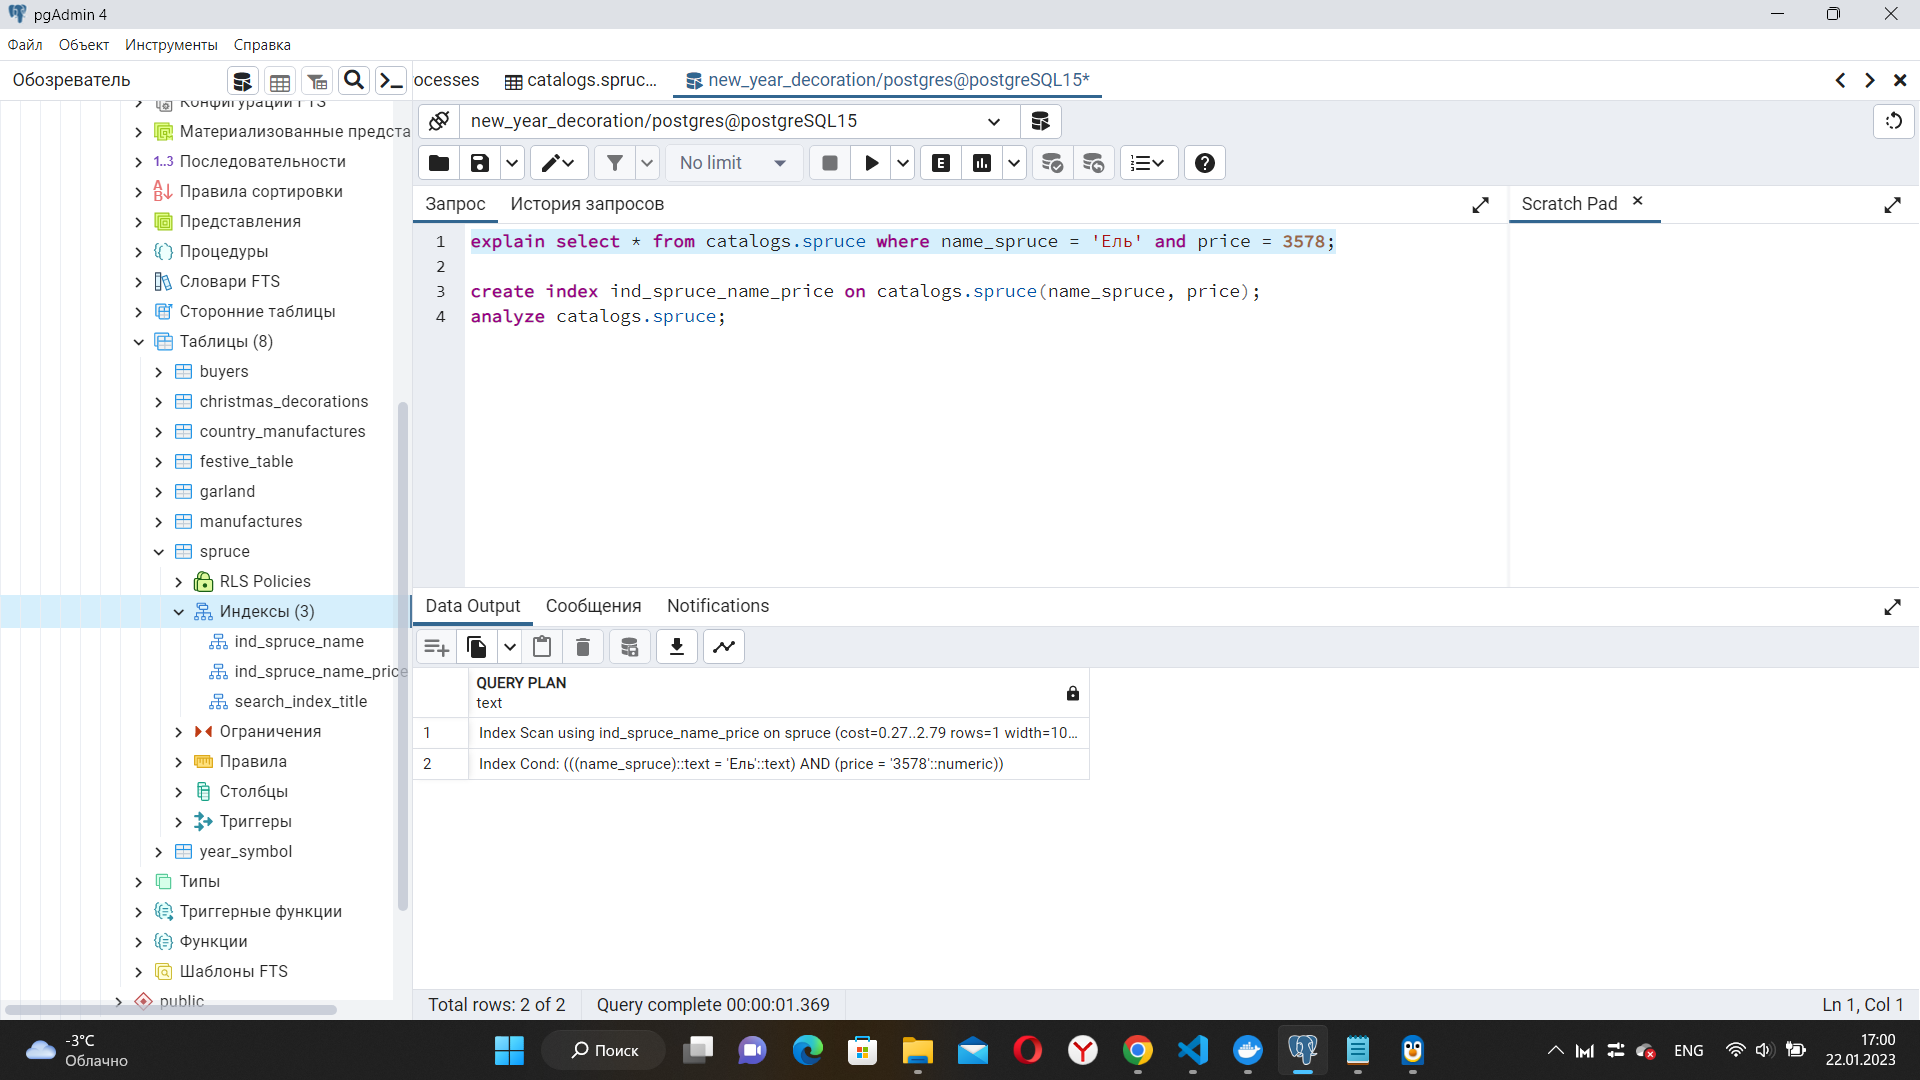 pgAdmin 4
Файл Объект Инструменты Справка
Обозреватель
ocesses
catalogs.spruc...
new_year_decoration/postgres@postgreSQL15*
new_year_decoration/postgres@postgreSQL15
No limit
Запрос
История запросов
Scratch Pad
1 explain select * from catalogs.spruce where name_spruce = 'Ель' and price = 3578;
2
3 create index ind_spruce_name_price on catalogs.spruce(name_spruce, price);
4 analyze catalogs.spruce;
Конфигурации FTS
Материализованные предста
1..3 Последовательности
Правила сортировки
Представления
Процедуры
Словари FTS
Сторонние таблицы
Таблицы (8)
buyers
christmas_decorations
country_manufactures
festive_table
garland
manufactures
spruce
RLS Policies
Индексы (3)
ind_spruce_name
ind_spruce_name_price
search_index_title
Ограничения
Правила
Столбцы
Триггеры
year_symbol
Типы
Триггерные функции
Функции
Шаблоны FTS
public
Data Output
Сообщения
Notifications
QUERY PLAN
text
1 Index Scan using ind_spruce_name_price on spruce (cost=0.27..2.79 rows=1 width=10...
2 Index Cond: (((name_spruce)::text = 'Ель'::text) AND (price = '3578'::numeric))
Total rows: 2 of 2
Query complete 00:00:01.369
Ln 1, Col 1
-3°C
Облачно
Поиск
ENG
17:00
22.01.2023